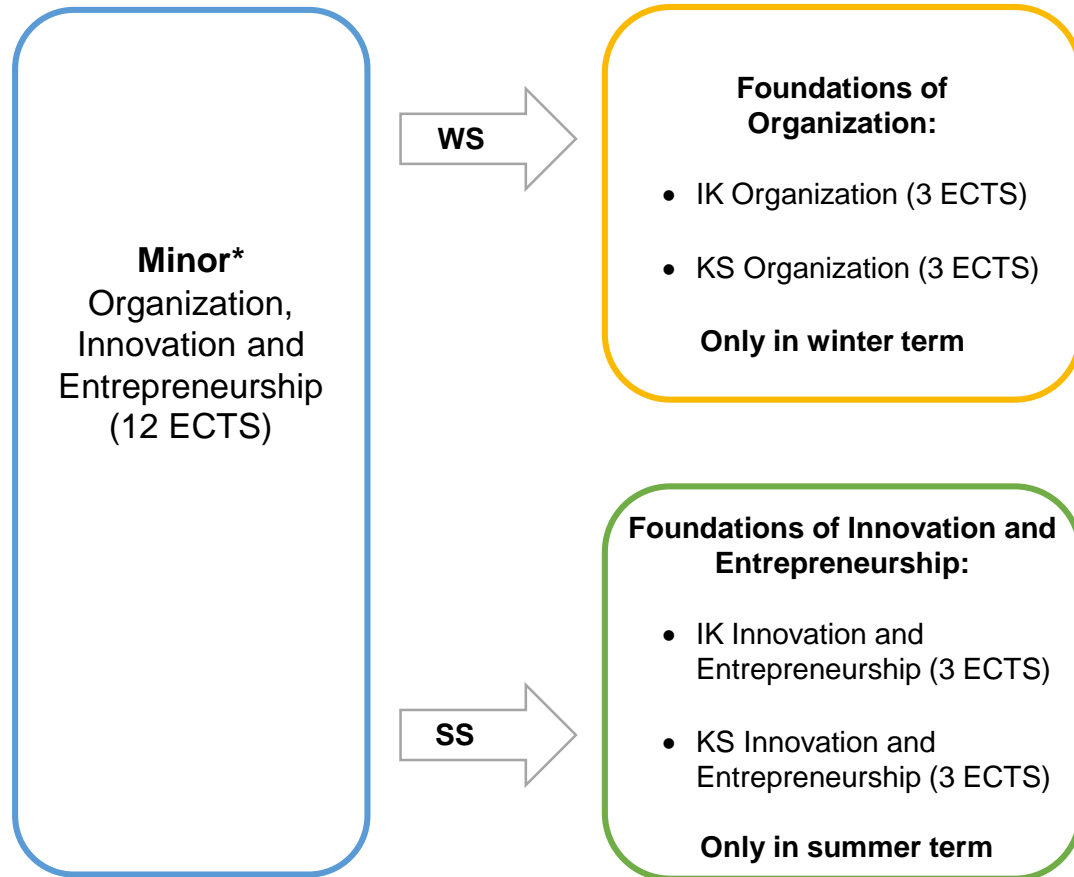 Minor*
Organization,
Innovation and
Entrepreneurship
(12 ECTS)
WS
Foundations of
Organization:
• IK Organization (3 ECTS)
• KS Organization (3 ECTS)
Only in winter term
SS
Foundations of Innovation and
Entrepreneurship:
• IK Innovation and
Entrepreneurship (3 ECTS)
• KS Innovation and
Entrepreneurship (3 ECTS)
Only in summer term